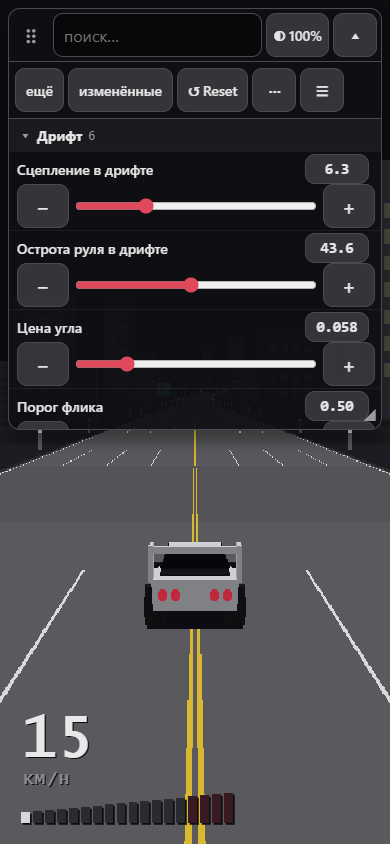 поиск...
◐ 100%
▲
ещё
изменённые
↺ Reset
---
☰
▼ Дрифт 6
Сцепление в дрифте 6.3
− +
Острота руля в дрифте 43.6
− +
Цена угла 0.058
− +
Порог флика 0.50
15
KM/H